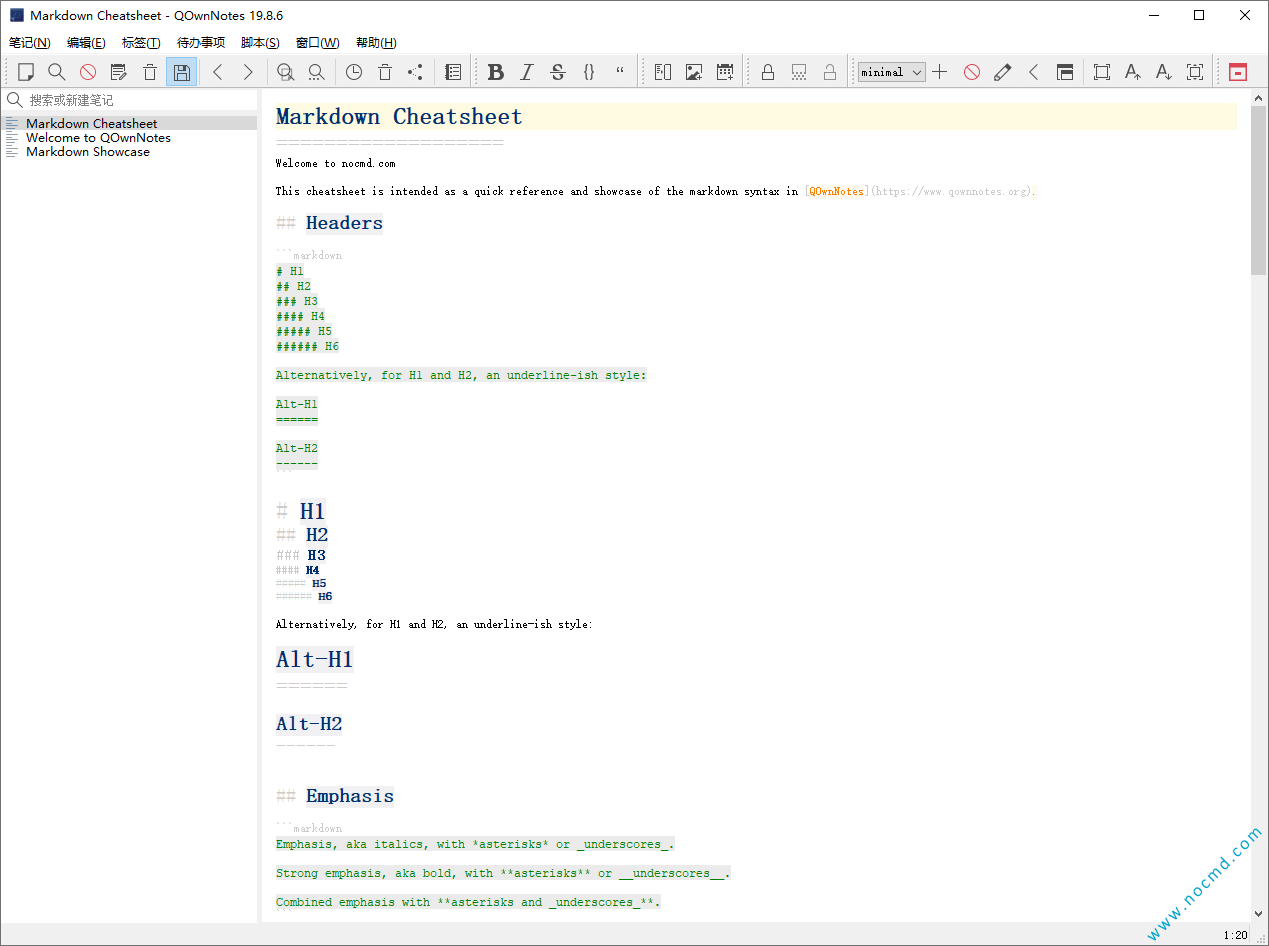 Markdown Cheatsheet - QOwnNotes 19.8.6
笔记(N) 编辑(E) 标签(T) 待办事项 脚本(S) 窗口(W) 帮助(H)
minimal
搜索或新建笔记
Markdown Cheatsheet
Welcome to QOwnNotes
Markdown Showcase
Markdown Cheatsheet
===================
Welcome to nocmd.com
This cheatsheet is intended as a quick reference and showcase of the markdown syntax in [QOwnNotes](https://www.qownnotes.org).
## Headers
```markdown
# H1
## H2
### H3
#### H4
##### H5
###### H6
Alternatively, for H1 and H2, an underline-ish style:
Alt-H1
======
Alt-H2
------
```
# H1
## H2
### H3
#### H4
##### H5
###### H6
Alternatively, for H1 and H2, an underline-ish style:
Alt-H1
======
Alt-H2
------
## Emphasis
```markdown
Emphasis, aka italics, with *asterisks* or _underscores_.
Strong emphasis, aka bold, with **asterisks** or __underscores__.
Combined emphasis with **asterisks and _underscores_**.
www.nocmd.com
1:20